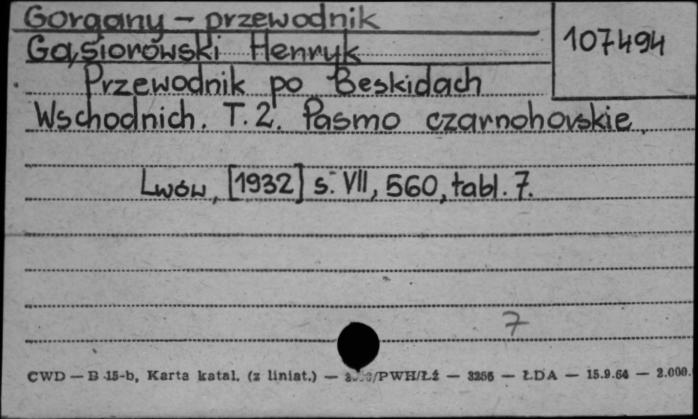 Gorgany - przewodnik
107494
Gąsiorowski Henryk
Przewodnik po Beskidach
Wschodnich. T. 2. Pasmo czarnohorskie.
Lwów, [1932] s. VII, 560, tabl. 7.
7
CWD — B 15-b, Karta katal. (z liniat.) — /PWH/Łź — 3256 — ŁDA — 15.9.64 — 2.000.